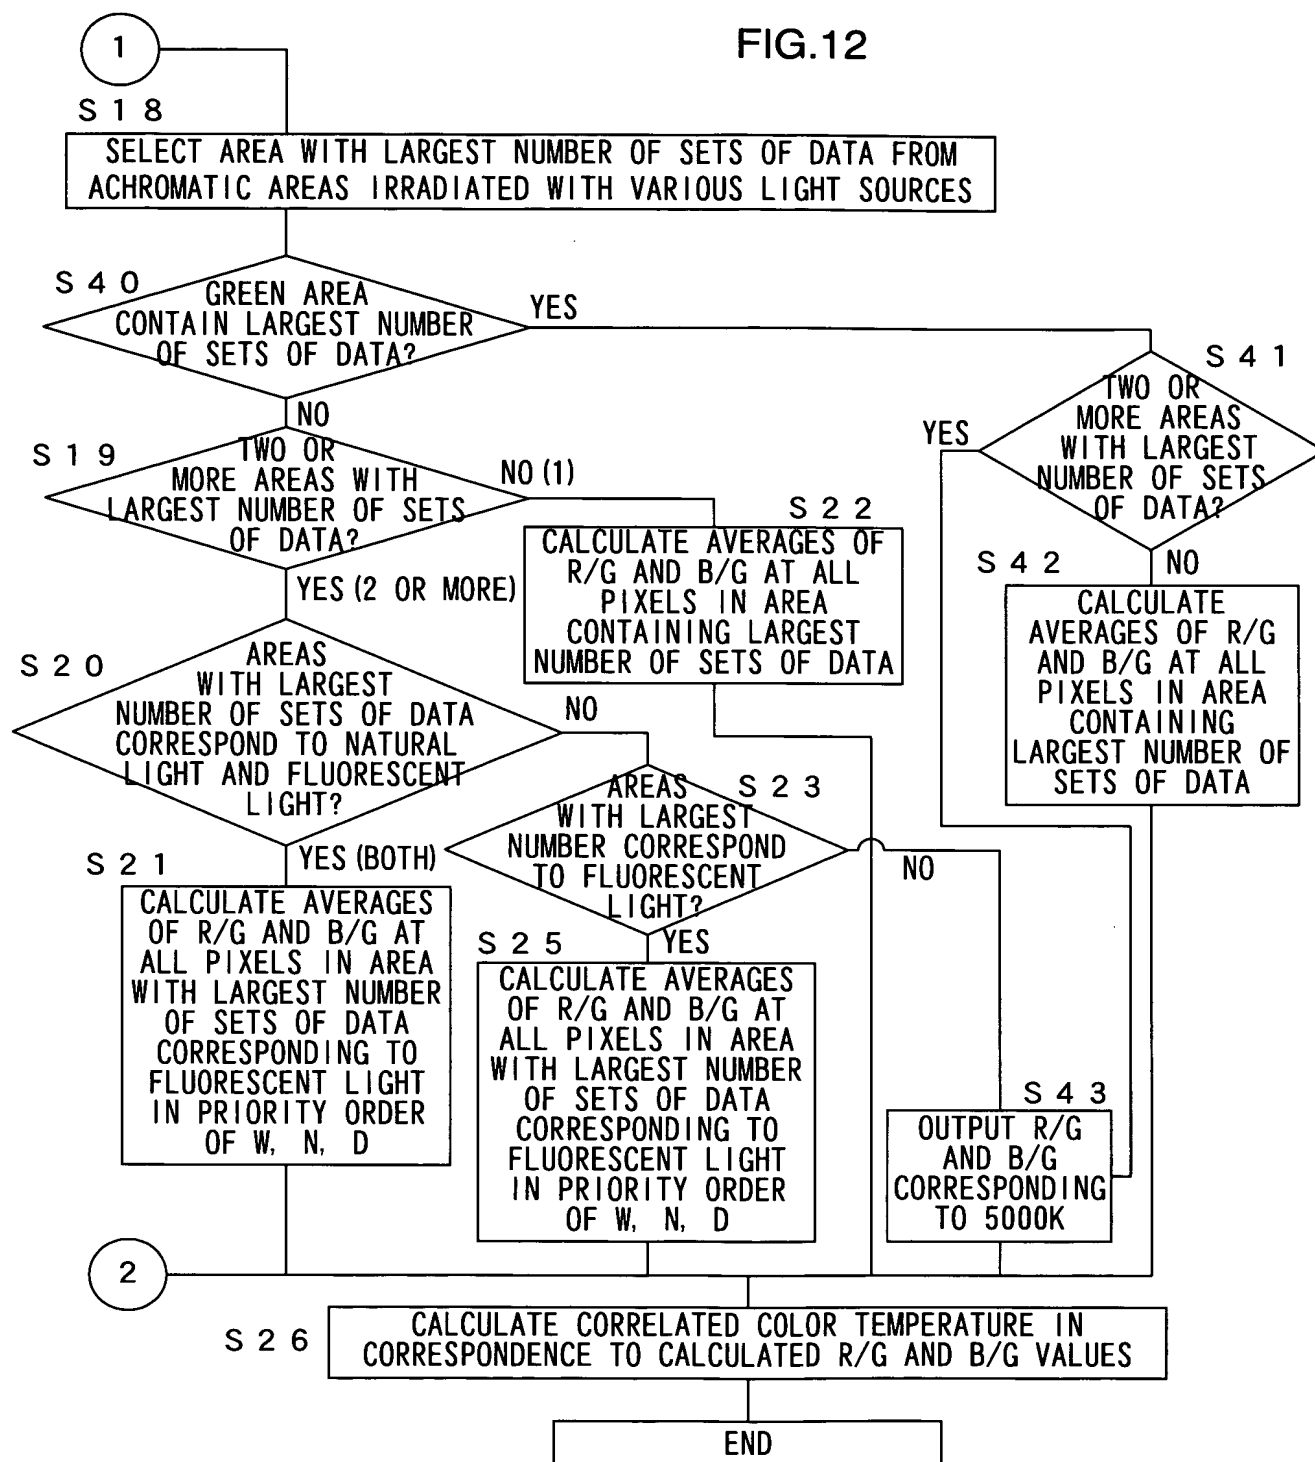 FIG.12
1
S18
SELECT AREA WITH LARGEST NUMBER OF SETS OF DATA FROM
ACHROMATIC AREAS IRRADIATED WITH VARIOUS LIGHT SOURCES
S40
GREEN AREA
CONTAIN LARGEST NUMBER
OF SETS OF DATA?
YES
NO
S41
TWO OR
MORE AREAS
WITH LARGEST
NUMBER OF SETS
OF DATA?
YES
NO
S19
TWO OR
MORE AREAS WITH
LARGEST NUMBER OF SETS
OF DATA?
NO (1)
YES (2 OR MORE)
S22
CALCULATE AVERAGES OF
R/G AND B/G AT ALL
PIXELS IN AREA
CONTAINING LARGEST
NUMBER OF SETS OF DATA
S42
CALCULATE
AVERAGES OF R/G
AND B/G AT ALL
PIXELS IN AREA
CONTAINING
LARGEST NUMBER OF
SETS OF DATA
S20
AREAS
WITH LARGEST
NUMBER OF SETS OF DATA
CORRESPOND TO NATURAL
LIGHT AND FLUORESCENT
LIGHT?
NO
YES (BOTH)
S23
AREAS
WITH LARGEST
NUMBER CORRESPOND
TO FLUORESCENT
LIGHT?
NO
YES
S21
CALCULATE AVERAGES
OF R/G AND B/G AT
ALL PIXELS IN AREA
WITH LARGEST NUMBER
OF SETS OF DATA
CORRESPONDING TO
FLUORESCENT LIGHT
IN PRIORITY ORDER
OF W, N, D
S25
CALCULATE AVERAGES
OF R/G AND B/G AT
ALL PIXELS IN AREA
WITH LARGEST NUMBER
OF SETS OF DATA
CORRESPONDING TO
FLUORESCENT LIGHT
IN PRIORITY ORDER
OF W, N, D
S43
OUTPUT R/G
AND B/G
CORRESPONDING
TO 5000K
2
S26
CALCULATE CORRELATED COLOR TEMPERATURE IN
CORRESPONDENCE TO CALCULATED R/G AND B/G VALUES
END